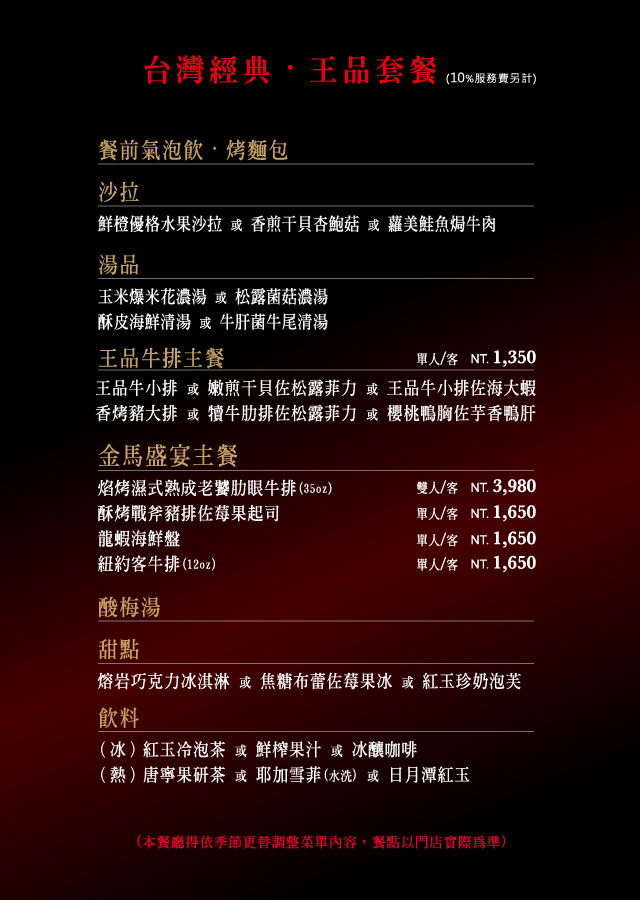 台灣經典・王品套餐 (10%服務費另計)
餐前氣泡飲・烤麵包
沙拉
鮮橙優格水果沙拉 或 香煎干貝杏鮑菇 或 蘿美鮭魚焗牛肉
湯品
玉米爆米花濃湯 或 松露菌菇濃湯
酥皮海鮮清湯 或 牛肝菌牛尾清湯
王品牛排主餐 單人/客 NT. 1,350
王品牛小排 或 嫩煎干貝佐松露菲力 或 王品牛小排佐海大蝦
香烤豬大排 或 犢牛肋排佐松露菲力 或 櫻桃鴨胸佐芋香鴨肝
金馬盛宴主餐
焰烤濕式熟成老饕肋眼牛排(35oz) 雙人/客 NT. 3,980
酥烤戰斧豬排佐莓果起司 單人/客 NT. 1,650
龍蝦海鮮盤 單人/客 NT. 1,650
紐約客牛排(12oz) 單人/客 NT. 1,650
酸梅湯
甜點
熔岩巧克力冰淇淋 或 焦糖布蕾佐莓果冰 或 紅玉珍奶泡芙
飲料
(冰) 紅玉冷泡茶 或 鮮榨果汁 或 冰釀咖啡
(熱) 唐寧果研茶 或 耶加雪菲(水洗) 或 日月潭紅玉
(本餐廳得依季節更替調整菜單內容，餐點以門店實際為準)